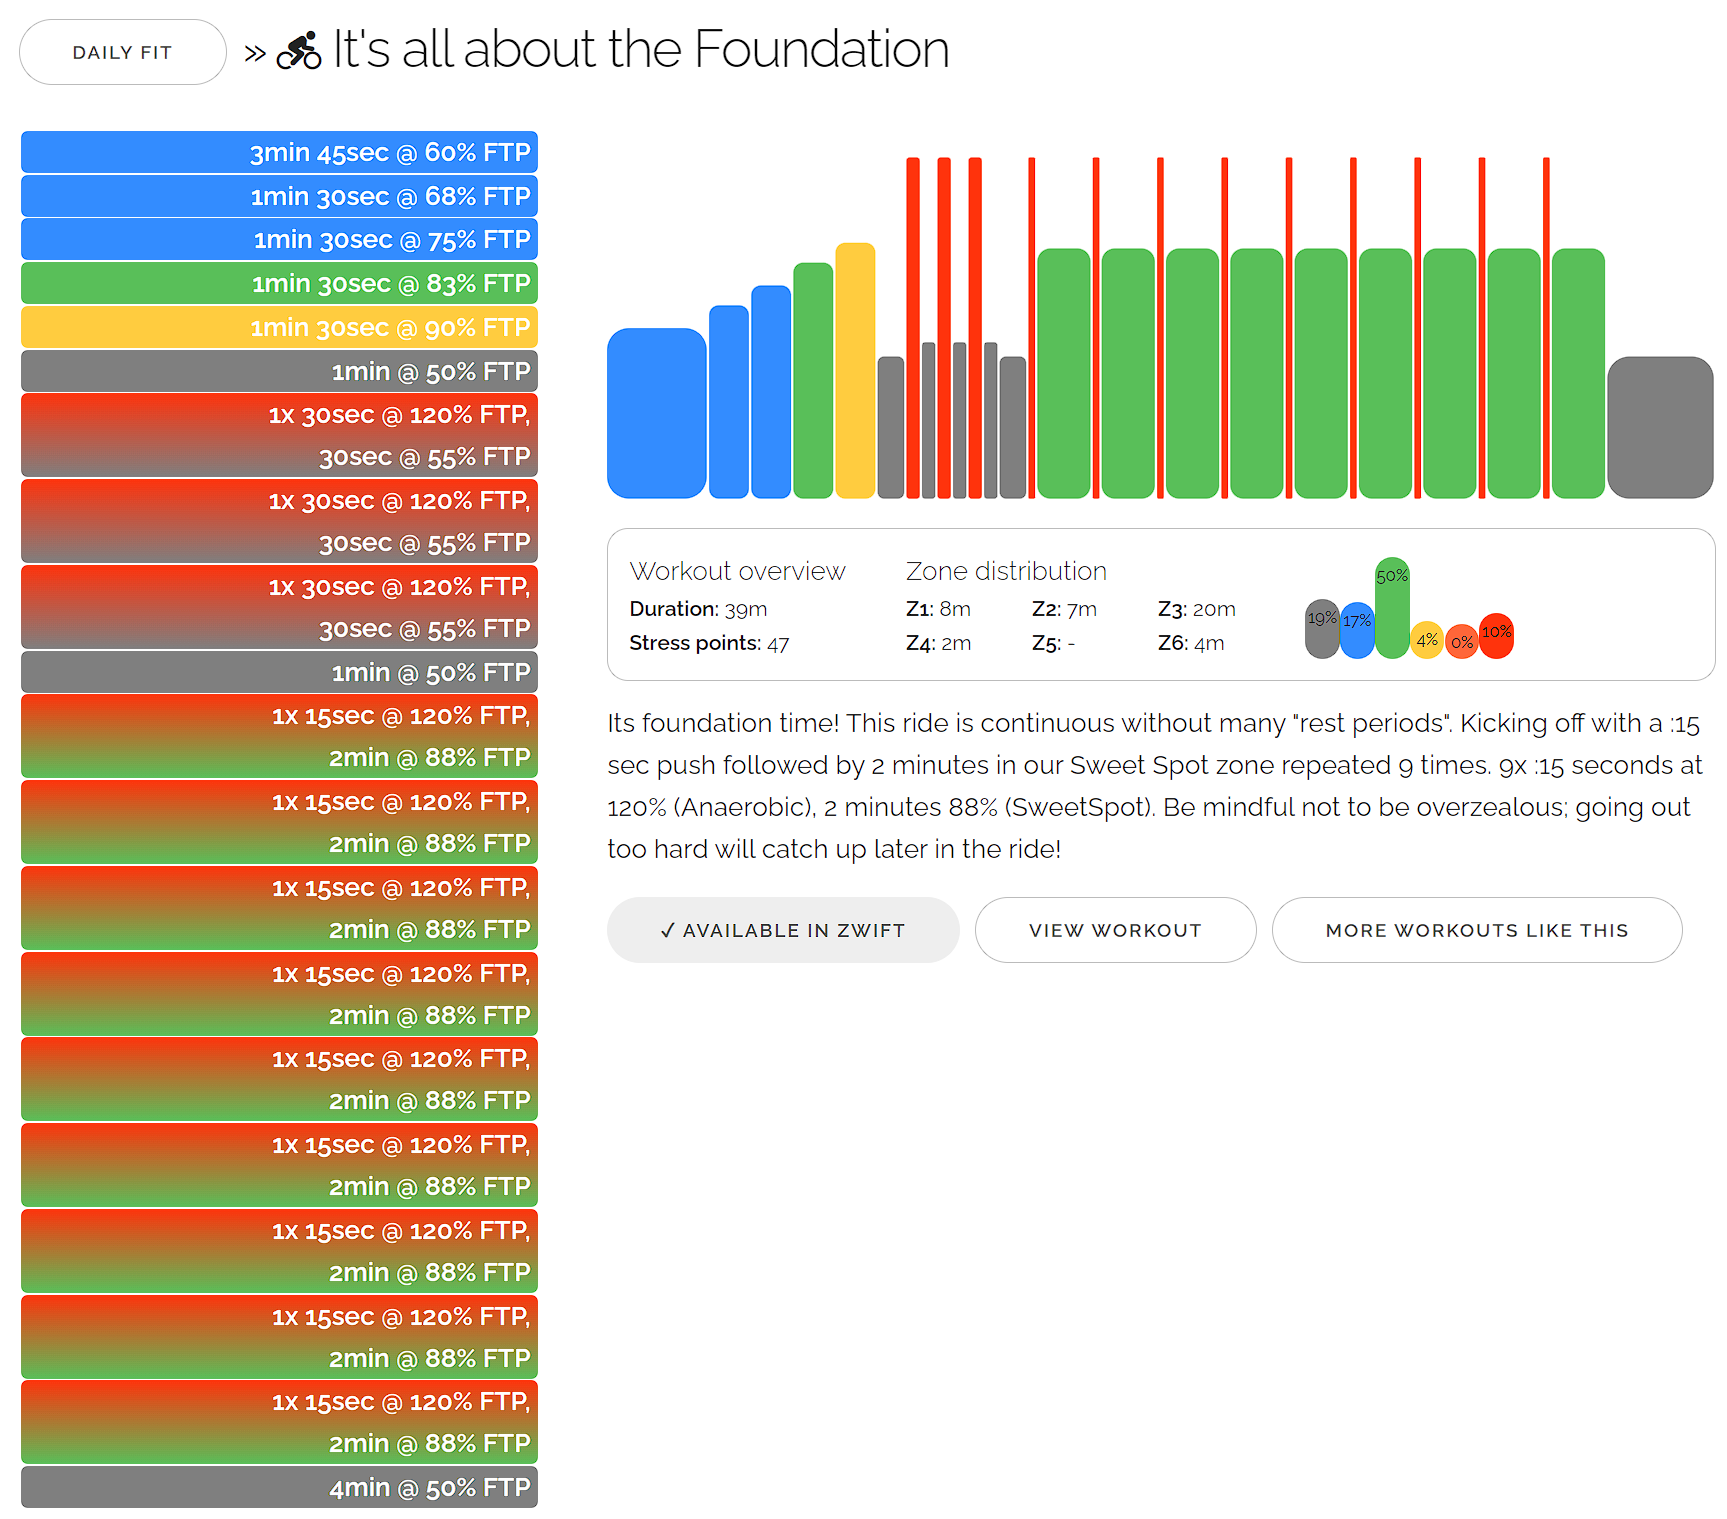 DAILY FIT » It's all about the Foundation
3min 45sec @ 60% FTP
1min 30sec @ 68% FTP
1min 30sec @ 75% FTP
1min 30sec @ 83% FTP
1min 30sec @ 90% FTP
1min @ 50% FTP
1x 30sec @ 120% FTP,
30sec @ 55% FTP
1x 30sec @ 120% FTP,
30sec @ 55% FTP
1x 30sec @ 120% FTP,
30sec @ 55% FTP
1min @ 50% FTP
1x 15sec @ 120% FTP,
2min @ 88% FTP
1x 15sec @ 120% FTP,
2min @ 88% FTP
1x 15sec @ 120% FTP,
2min @ 88% FTP
1x 15sec @ 120% FTP,
2min @ 88% FTP
1x 15sec @ 120% FTP,
2min @ 88% FTP
1x 15sec @ 120% FTP,
2min @ 88% FTP
1x 15sec @ 120% FTP,
2min @ 88% FTP
1x 15sec @ 120% FTP,
2min @ 88% FTP
1x 15sec @ 120% FTP,
2min @ 88% FTP
4min @ 50% FTP
Workout overview
Duration: 39m
Stress points: 47
Zone distribution
Z1: 8m Z2: 7m Z3: 20m
Z4: 2m Z5: - Z6: 4m
19% 17% 50% 4% 0% 10%
Its foundation time! This ride is continuous without many "rest periods". Kicking off with a :15
sec push followed by 2 minutes in our Sweet Spot zone repeated 9 times. 9x :15 seconds at
120% (Anaerobic), 2 minutes 88% (SweetSpot). Be mindful not to be overzealous; going out
too hard will catch up later in the ride!
✓ AVAILABLE IN ZWIFT VIEW WORKOUT MORE WORKOUTS LIKE THIS